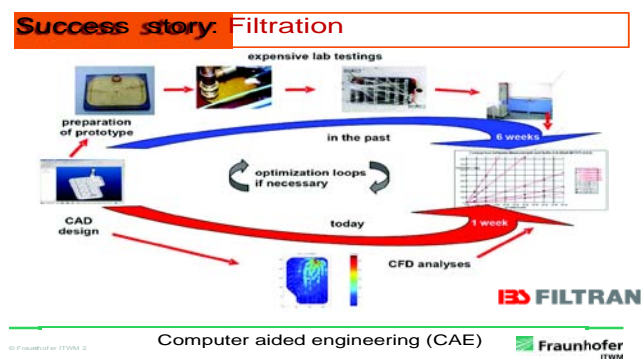 Success story: Filtration
expensive lab testings
preparation
of prototype
in the past
6 weeks
optimization loops
if necessary
CAD
design
today
1 week
CFD analyses
IBS FILTRAN
Computer aided engineering (CAE)
© Fraunhofer ITWM 2
Fraunhofer
ITWM